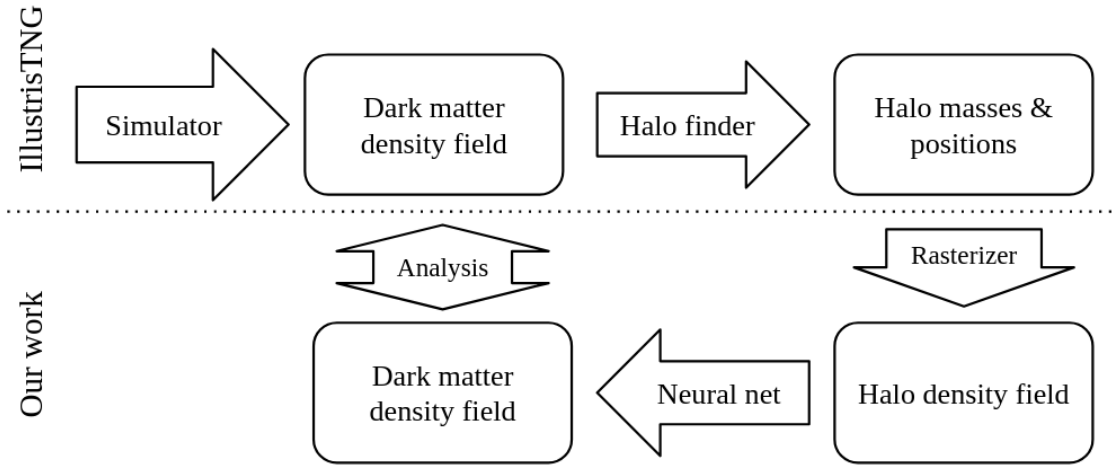 IllustrisTNG
Simulator
Dark matter
density field
Halo finder
Halo masses &
positions
Our work
Analysis
Rasterizer
Dark matter
density field
Neural net
Halo density field